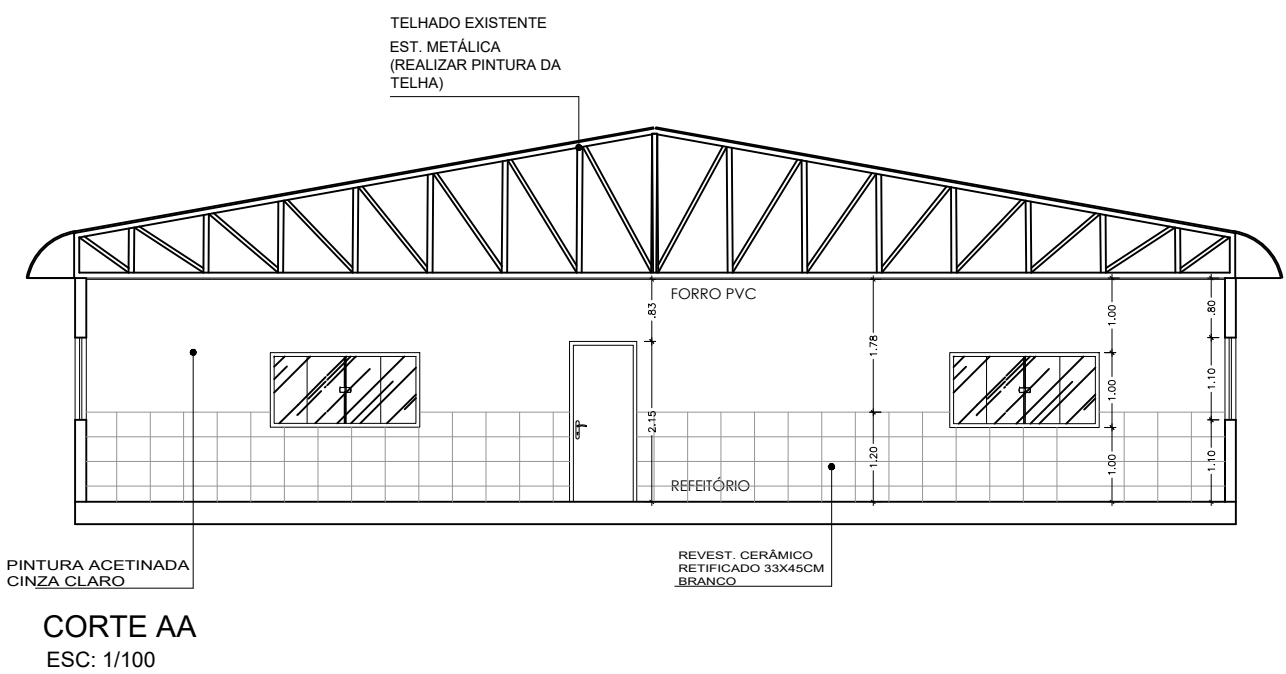 TELHADO EXISTENTE
EST. METÁLICA
(REALIZAR PINTURA DA
TELHA)
FORRO PVC
.83
1.78
1.00
.80
1.00
1.10
2.15
1.20
1.00
1.10
REFEITÓRIO
PINTURA ACETINADA
CINZA CLARO
REVEST. CERÂMICO
RETIFICADO 33X45CM
BRANCO
CORTE AA
ESC: 1/100